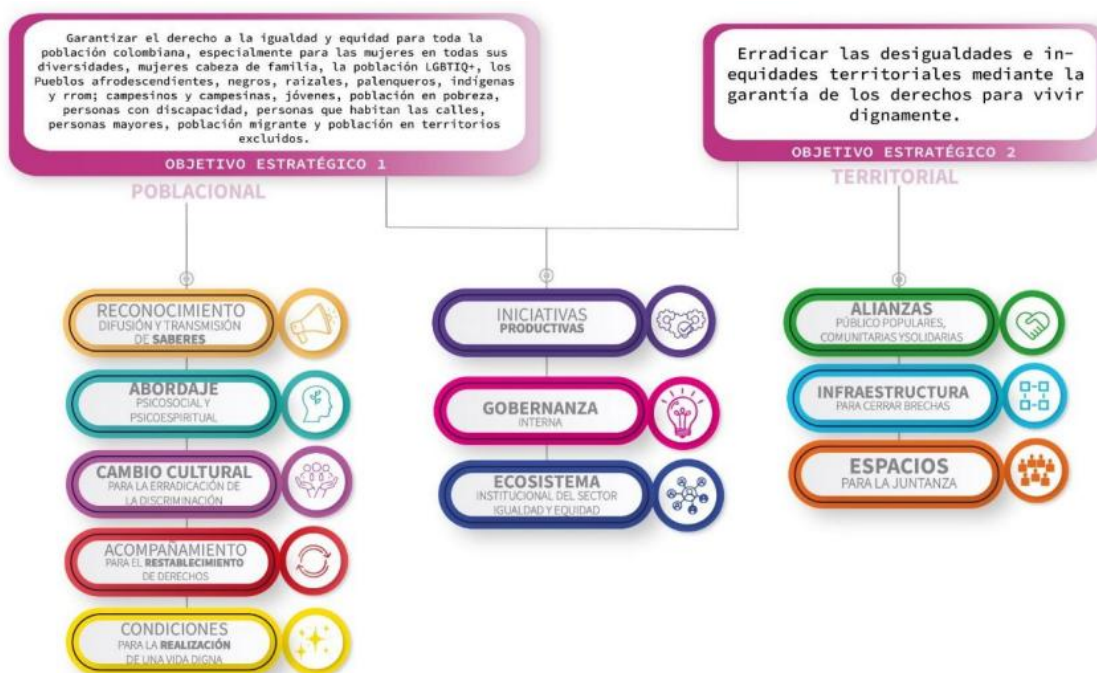 Garantizar el derecho a la igualdad y equidad para toda la
población colombiana, especialmente para las mujeres en todas sus
diversidades, mujeres cabeza de familia, la población LGBTIQ+, los
Pueblos afrodescendientes, negros, raizales, palenqueros, indígenas
y rrom; campesinos y campesinas, jóvenes, población en pobreza,
personas con discapacidad, personas que habitan las calles,
personas mayores, población migrante y población en territorios
excluidos.
OBJETIVO ESTRATÉGICO 1
POBLACIONAL
Erradicar las desigualdades e in-
equidades territoriales mediante la
garantía de los derechos para vivir
dignamente.
OBJETIVO ESTRATÉGICO 2
TERRITORIAL
RECONOCIMIENTO
DIFUSIÓN Y TRANSMISIÓN
DE SABERES
ABORDAJE
PSICOSOCIAL Y
PSICOESPIRITUAL
CAMBIO CULTURAL
PARA LA ERRADICACIÓN DE
LA DISCRIMINACIÓN
ACOMPAÑAMIENTO
PARA EL RESTABLECIMIENTO
DE DERECHOS
CONDICIONES
PARA LA REALIZACIÓN
DE UNA VIDA DIGNA
INICIATIVAS
PRODUCTIVAS
GOBERNANZA
INTERNA
ECOSISTEMA
INSTITUCIONAL DEL SECTOR
IGUALDAD Y EQUIDAD
ALIANZAS
PÚBLICO POPULARES,
COMUNITARIAS YSOLIDARIAS
INFRAESTRUCTURA
PARA CERRAR BRECHAS
ESPACIOS
PARA LA JUNTANZA